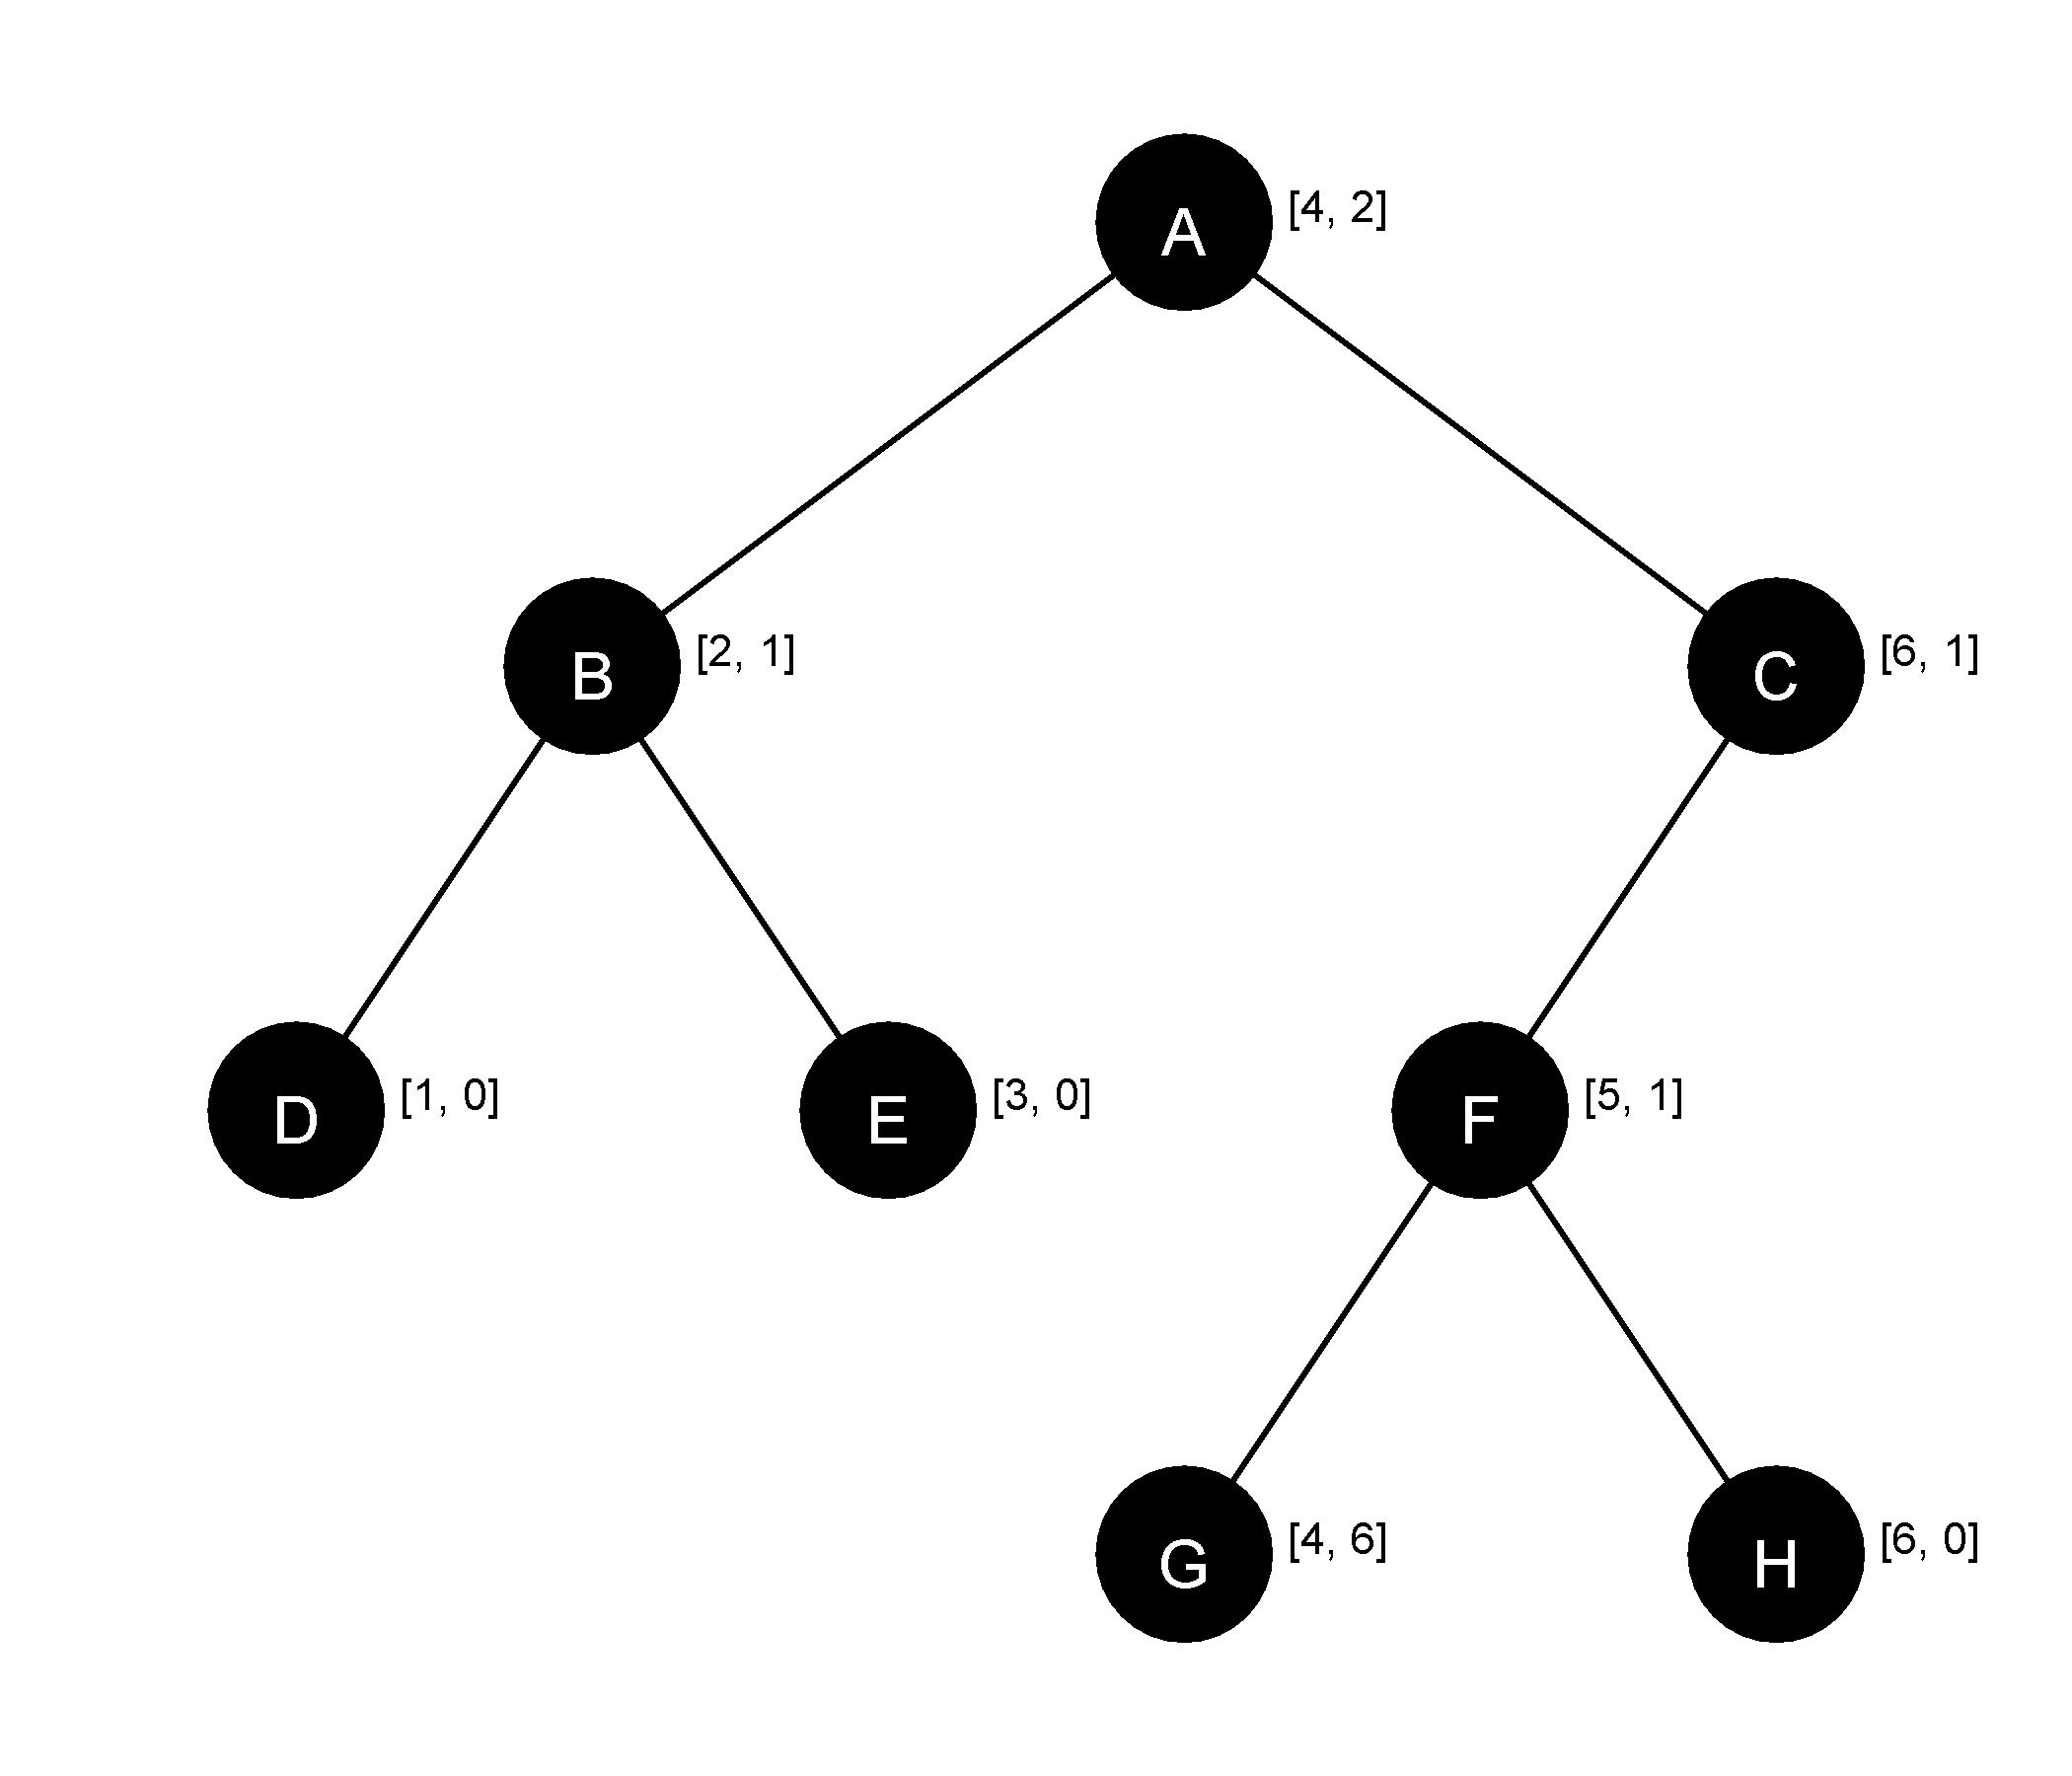 A [4, 2]
B [2, 1]
C [6, 1]
D [1, 0]
E [3, 0]
F [5, 1]
G [4, 6]
H [6, 0]